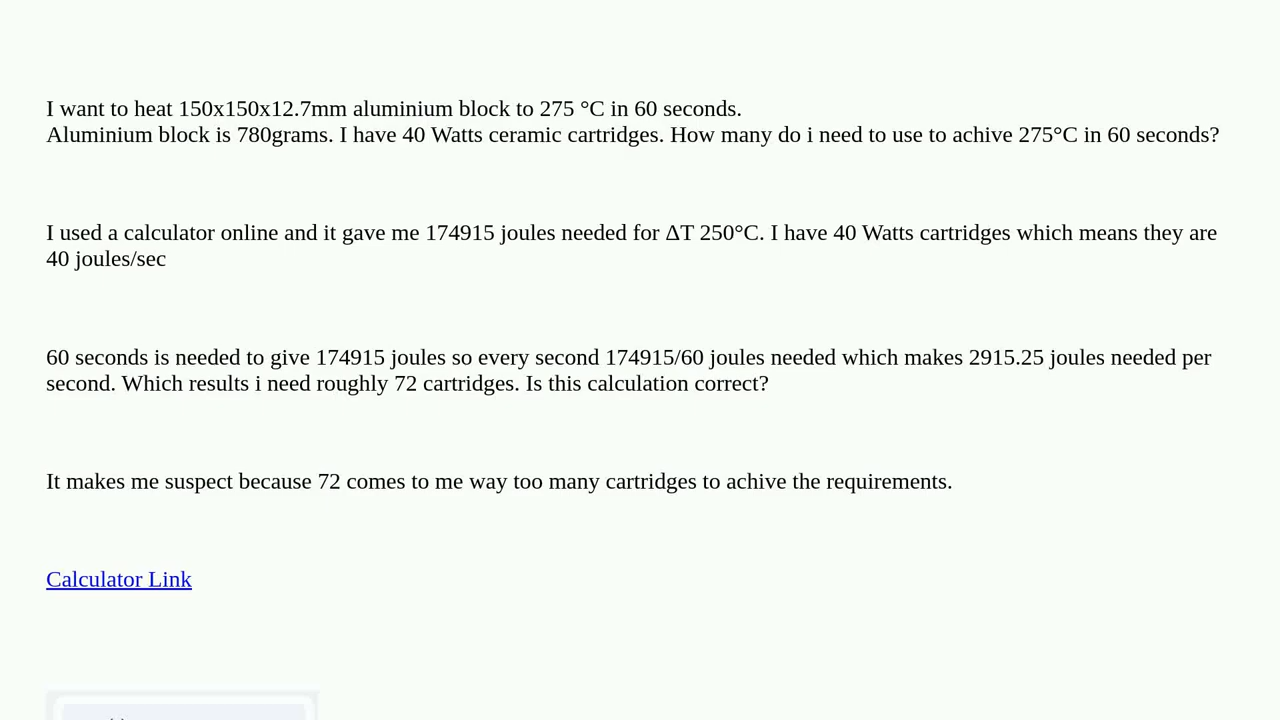 I want to heat 150x150x12.7mm aluminium block to 275 °C in 60 seconds.
Aluminium block is 780grams. I have 40 Watts ceramic cartridges. How many do i need to use to achive 275°C in 60 seconds?
I used a calculator online and it gave me 174915 joules needed for ΔT 250°C. I have 40 Watts cartridges which means they are
40 joules/sec
60 seconds is needed to give 174915 joules so every second 174915/60 joules needed which makes 2915.25 joules needed per
second. Which results i need roughly 72 cartridges. Is this calculation correct?
It makes me suspect because 72 comes to me way too many cartridges to achive the requirements.
Calculator Link